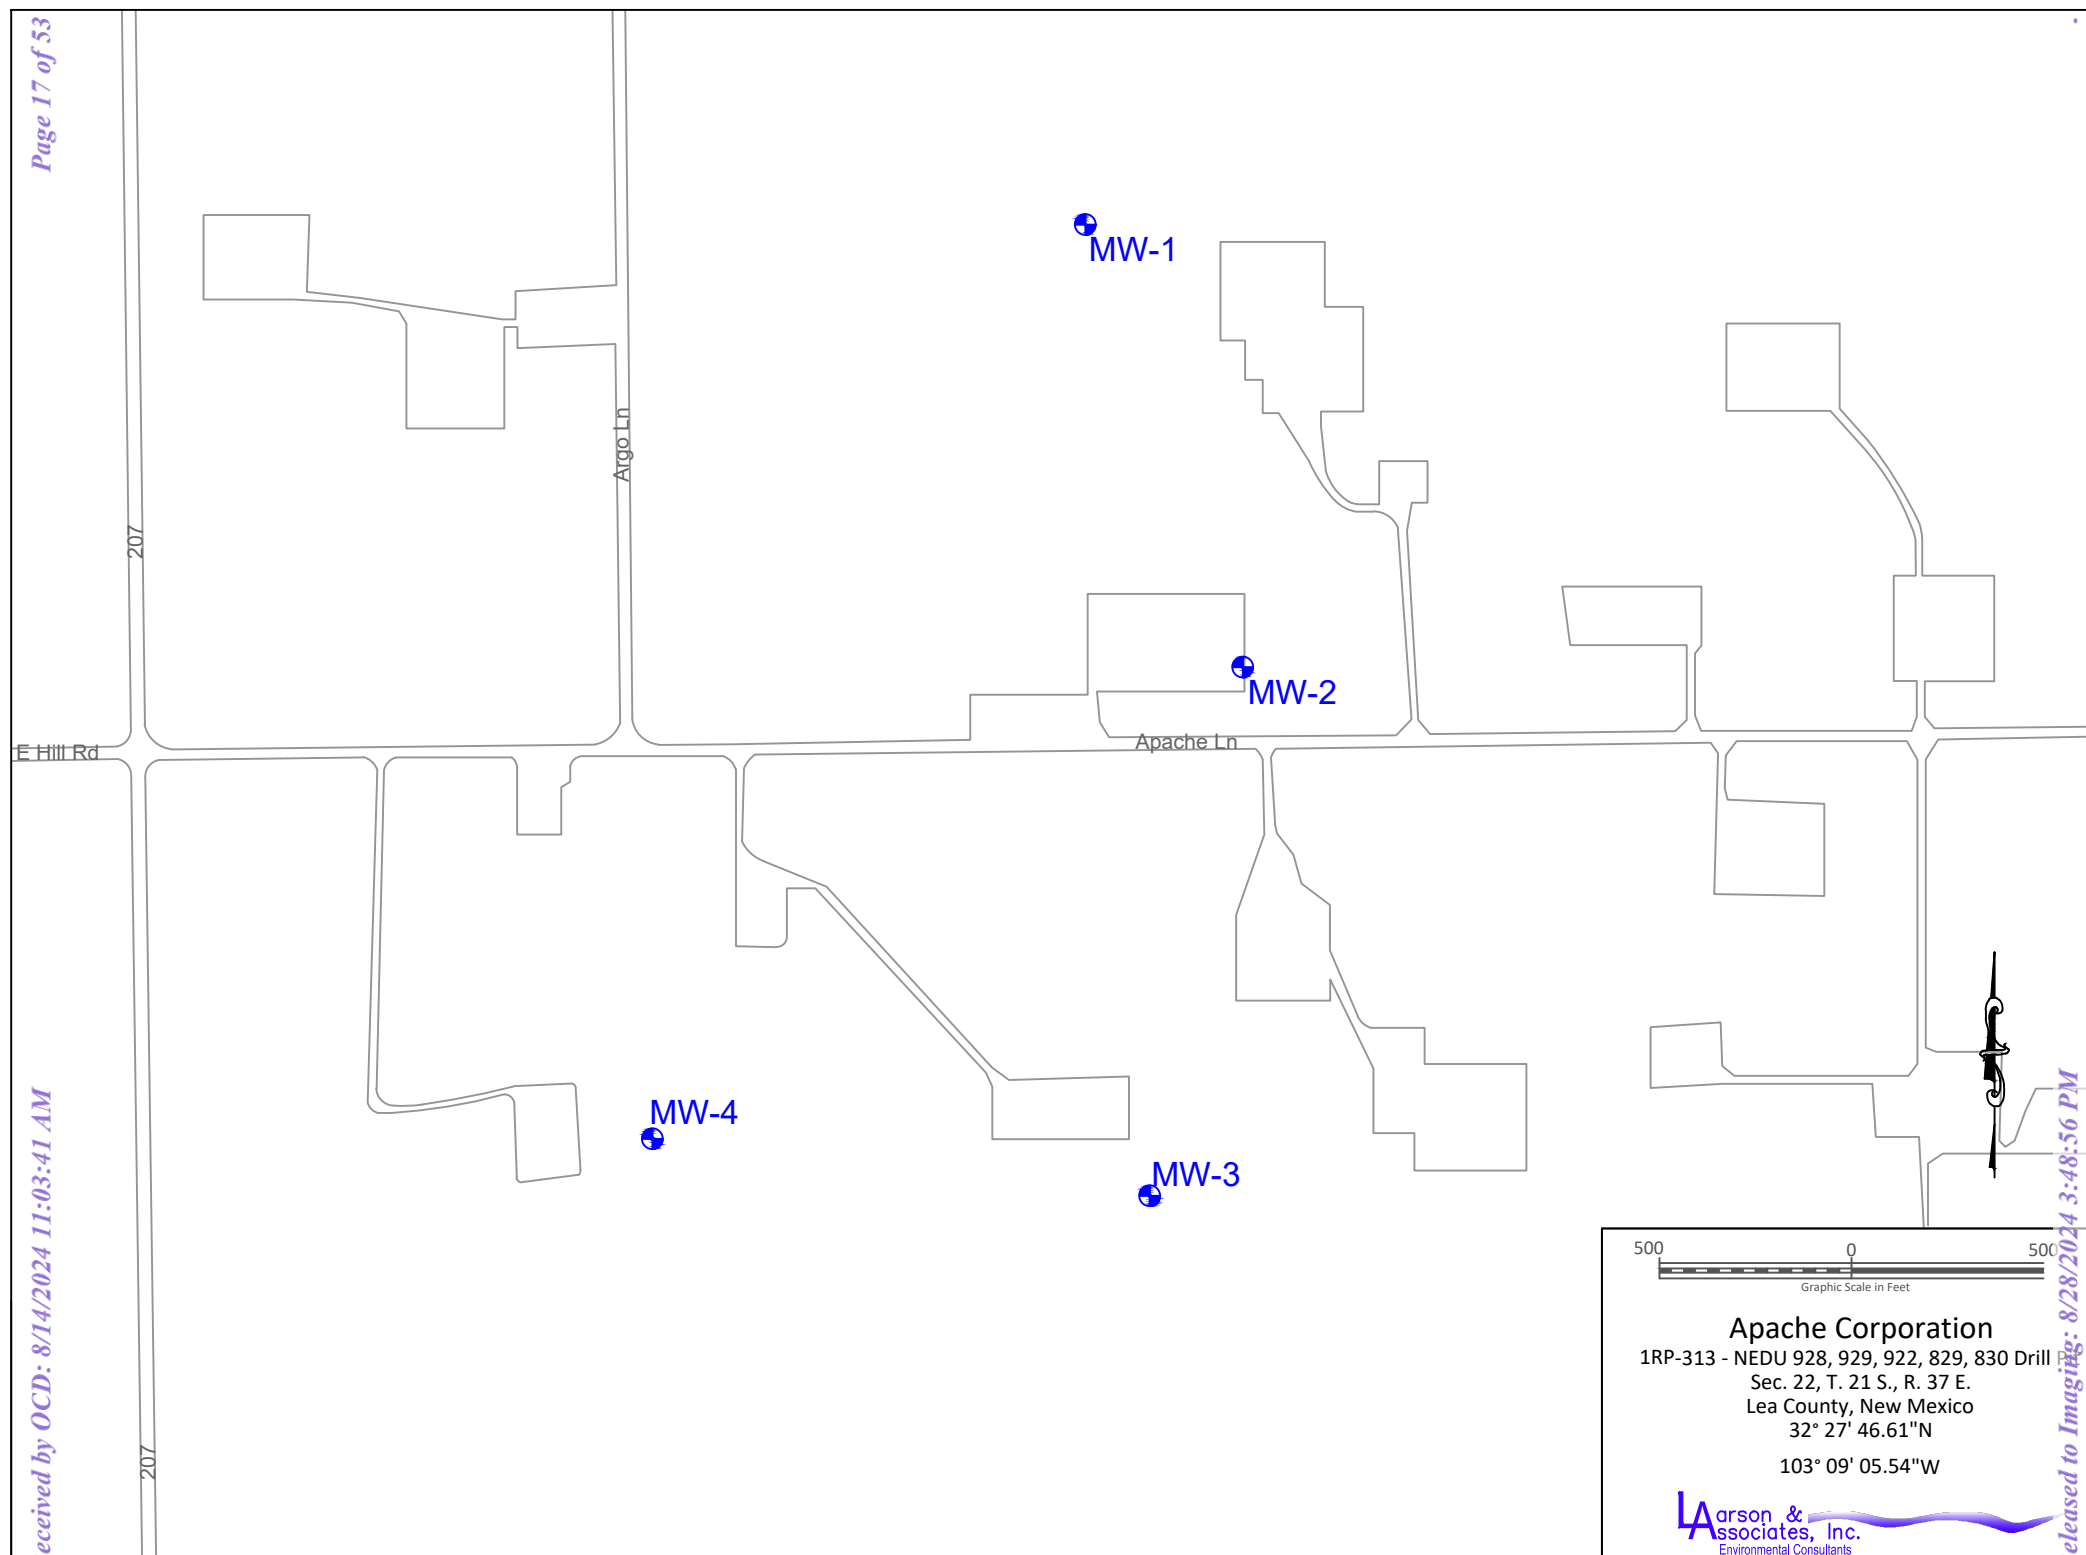 Page 17 of 53
MW-1
Argo Ln
207
MW-2
Apache Ln
E Hill Rd
MW-4
MW-3
207
eceived by OCD: 8/14/2024 11:03:41 AM
eleased to Imaging: 8/28/2024 3:48:56 PM
500 0 500
Graphic Scale in Feet
Apache Corporation
1RP-313 - NEDU 928, 929, 922, 829, 830 Drill
Sec. 22, T. 21 S., R. 37 E.
Lea County, New Mexico
32° 27' 46.61"N
103° 09' 05.54"W
Larson &
Associates, Inc.
Environmental Consultants